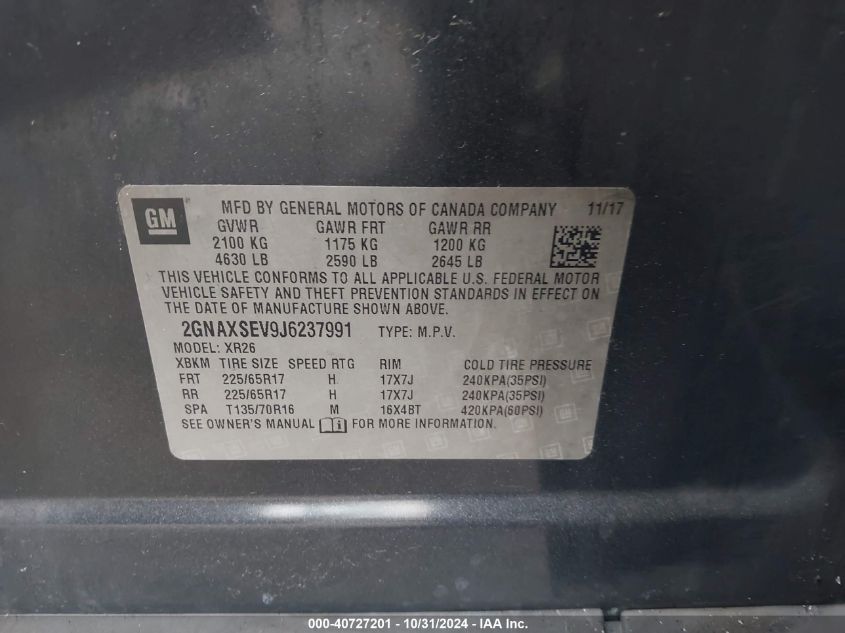 GM MFD BY GENERAL MOTORS OF CANADA COMPANY 11/17
GVWR GAWR FRT GAWR RR
2100 KG 1175 KG 1200 KG
4630 LB 2590 LB 2645 LB
THIS VEHICLE CONFORMS TO ALL APPLICABLE U.S. FEDERAL MOTOR
VEHICLE SAFETY AND THEFT PREVENTION STANDARDS IN EFFECT ON
THE DATE OF MANUFACTURE SHOWN ABOVE.
2GNAXSEV9J6237991 TYPE: M.P.V.
MODEL: XR26
XBKM TIRE SIZE SPEED RTG RIM COLD TIRE PRESSURE
FRT 225/65R17 H 17X7J 240KPA(35PSI)
RR 225/65R17 H 17X7J 240KPA(35PSI)
SPA T135/70R16 M 16X4BT 420KPA(60PSI)
SEE OWNER'S MANUAL FOR MORE INFORMATION.
000-40727201 - 10/31/2024 - IAA Inc.